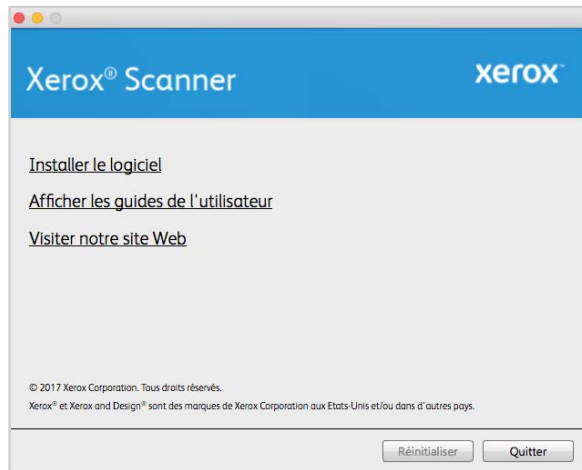 Xerox® Scanner
xerox™
Installer le logiciel
Afficher les guides de l'utilisateur
Visiter notre site Web
© 2017 Xerox Corporation. Tous droits réservés.
Xerox® et Xerox and Design® sont des marques de Xerox Corporation aux Etats-Unis et/ou dans d'autres pays.
Réinitialiser
Quitter